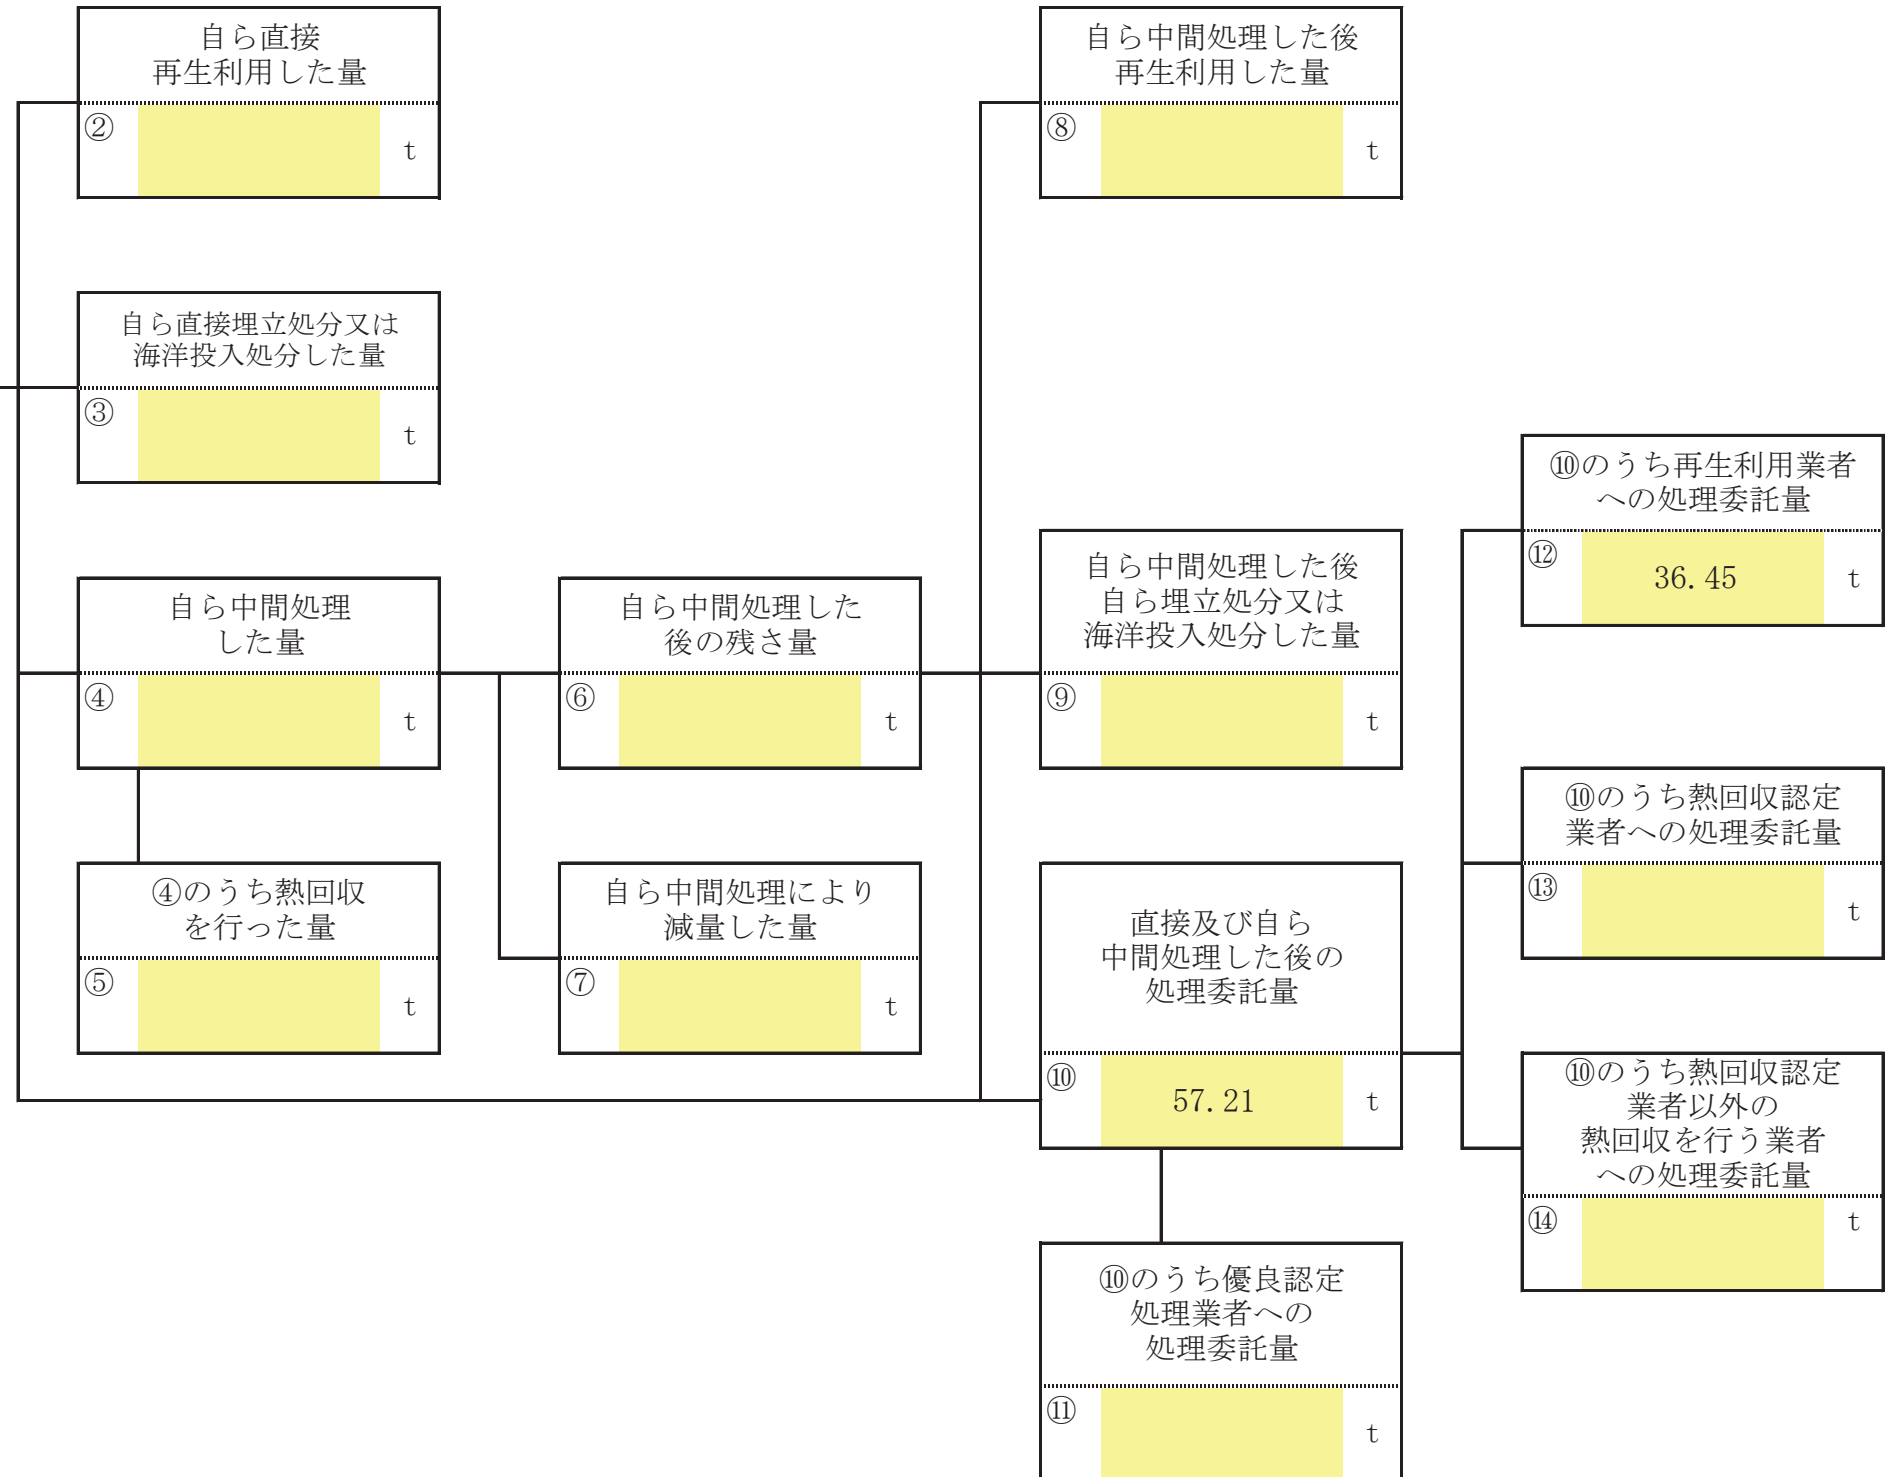 自ら直接
再生利用した量
②
t
自ら中間処理した後
再生利用した量
⑧
t
自ら直接埋立処分又は
海洋投入処分した量
③
t
⑩のうち再生利用業者
への処理委託量
⑫
36.45
t
自ら中間処理
した量
④
t
自ら中間処理した
後の残さ量
⑥
t
自ら中間処理した後
自ら埋立処分又は
海洋投入処分した量
⑨
t
⑩のうち熱回収認定
業者への処理委託量
⑬
t
④のうち熱回収
を行った量
⑤
t
自ら中間処理により
減量した量
⑦
t
直接及び自ら
中間処理した後の
処理委託量
⑩
57.21
t
⑩のうち熱回収認定
業者以外の
熱回収を行う業者
への処理委託量
⑭
t
⑩のうち優良認定
処理業者への
処理委託量
⑪
t